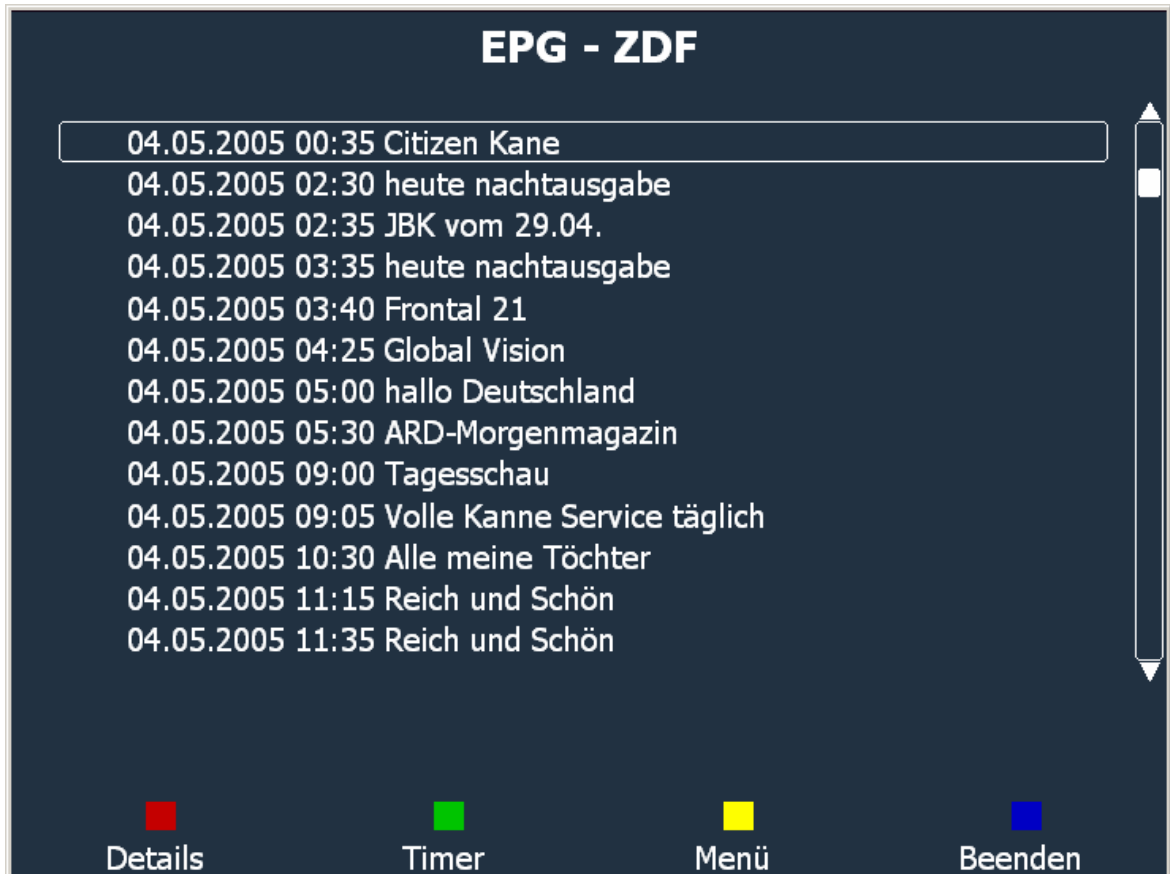 EPG - ZDF
04.05.2005 00:35 Citizen Kane
04.05.2005 02:30 heute nachtausgabe
04.05.2005 02:35 JBK vom 29.04.
04.05.2005 03:35 heute nachtausgabe
04.05.2005 03:40 Frontal 21
04.05.2005 04:25 Global Vision
04.05.2005 05:00 hallo Deutschland
04.05.2005 05:30 ARD-Morgenmagazin
04.05.2005 09:00 Tagesschau
04.05.2005 09:05 Volle Kanne Service täglich
04.05.2005 10:30 Alle meine Töchter
04.05.2005 11:15 Reich und Schön
04.05.2005 11:35 Reich und Schön
Details Timer Menü Beenden